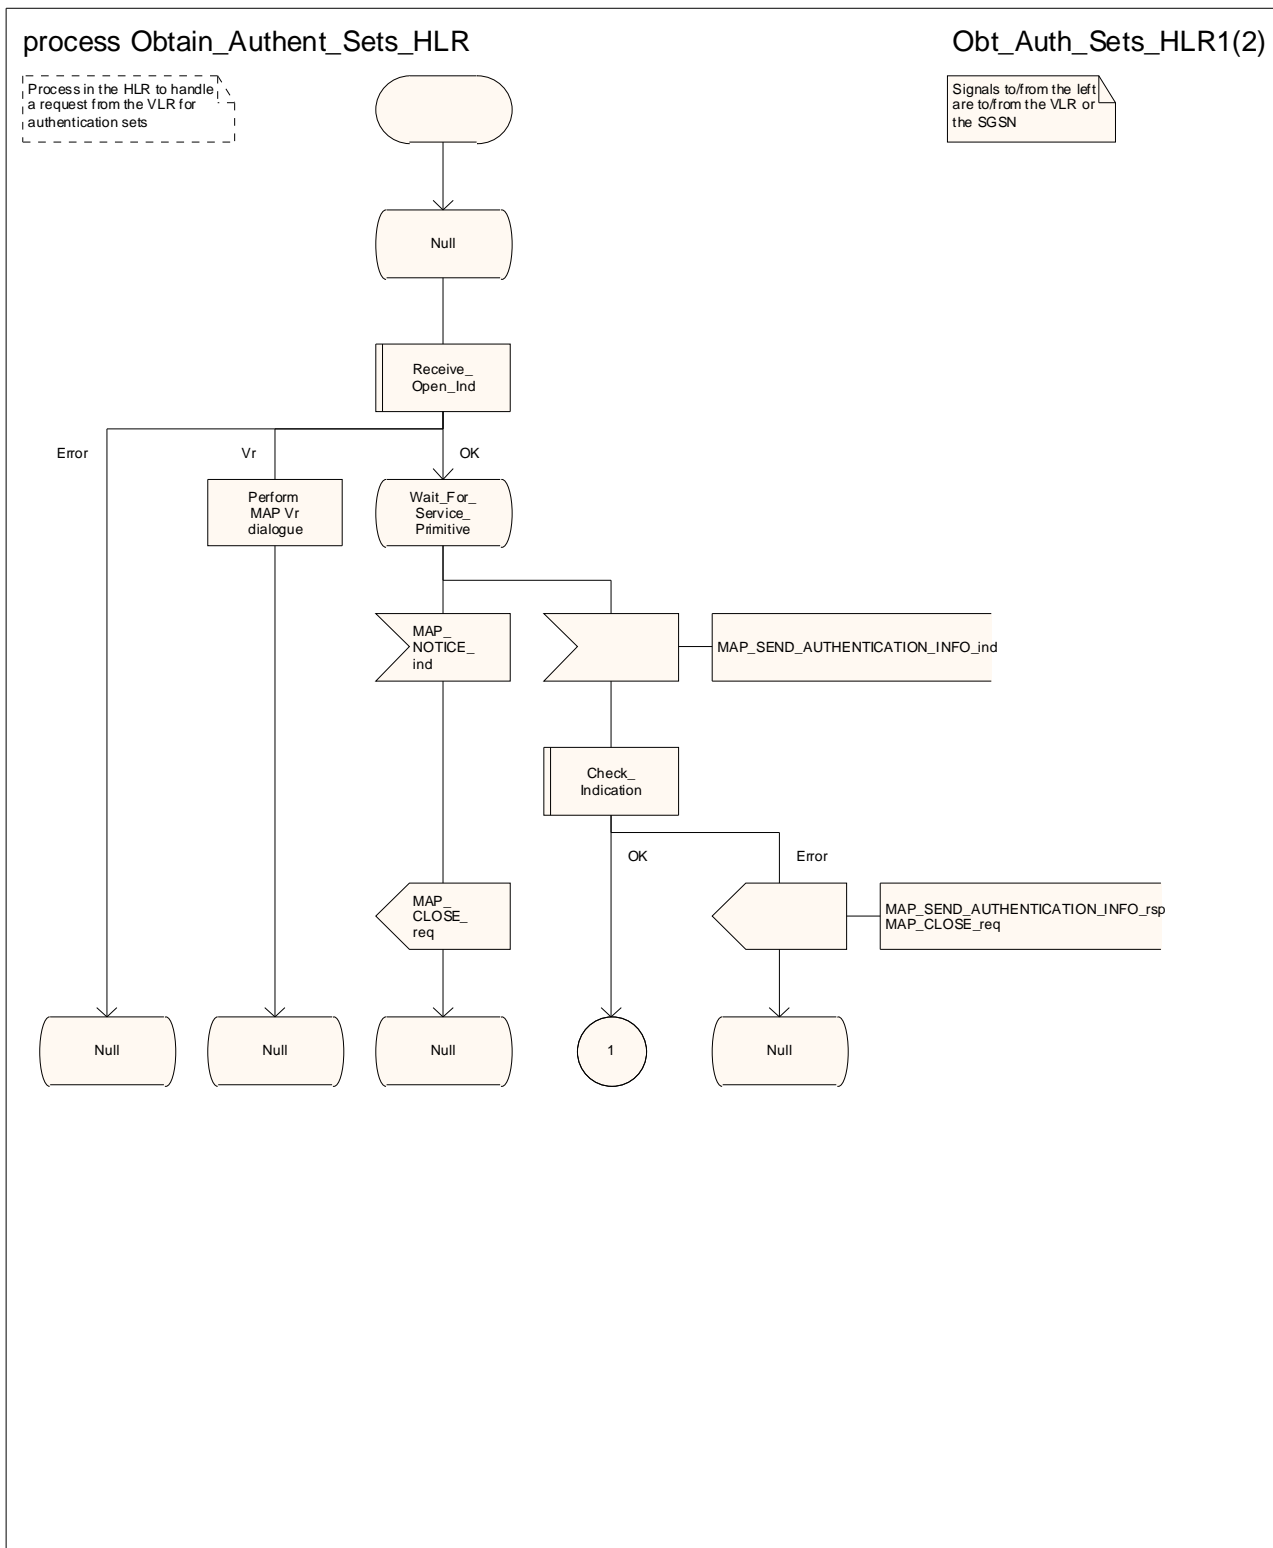 process Obtain_Authent_Sets_HLR
Obt_Auth_Sets_HLR1(2)
Process in the HLR to handle
a request from the VLR for
authentication sets
Signals to/from the left
are to/from the VLR or
the SGSN
Null
Receive_
Open_Ind
Error
Vr
OK
Perform
MAP Vr
dialogue
Wait_For_
Service_
Primitive
MAP_
NOTICE_
ind
MAP_SEND_AUTHENTICATION_INFO_ind
Check_
Indication
OK
Error
MAP_
CLOSE_
req
MAP_SEND_AUTHENTICATION_INFO_rsp
MAP_CLOSE_req
Null
Null
Null
1
Null